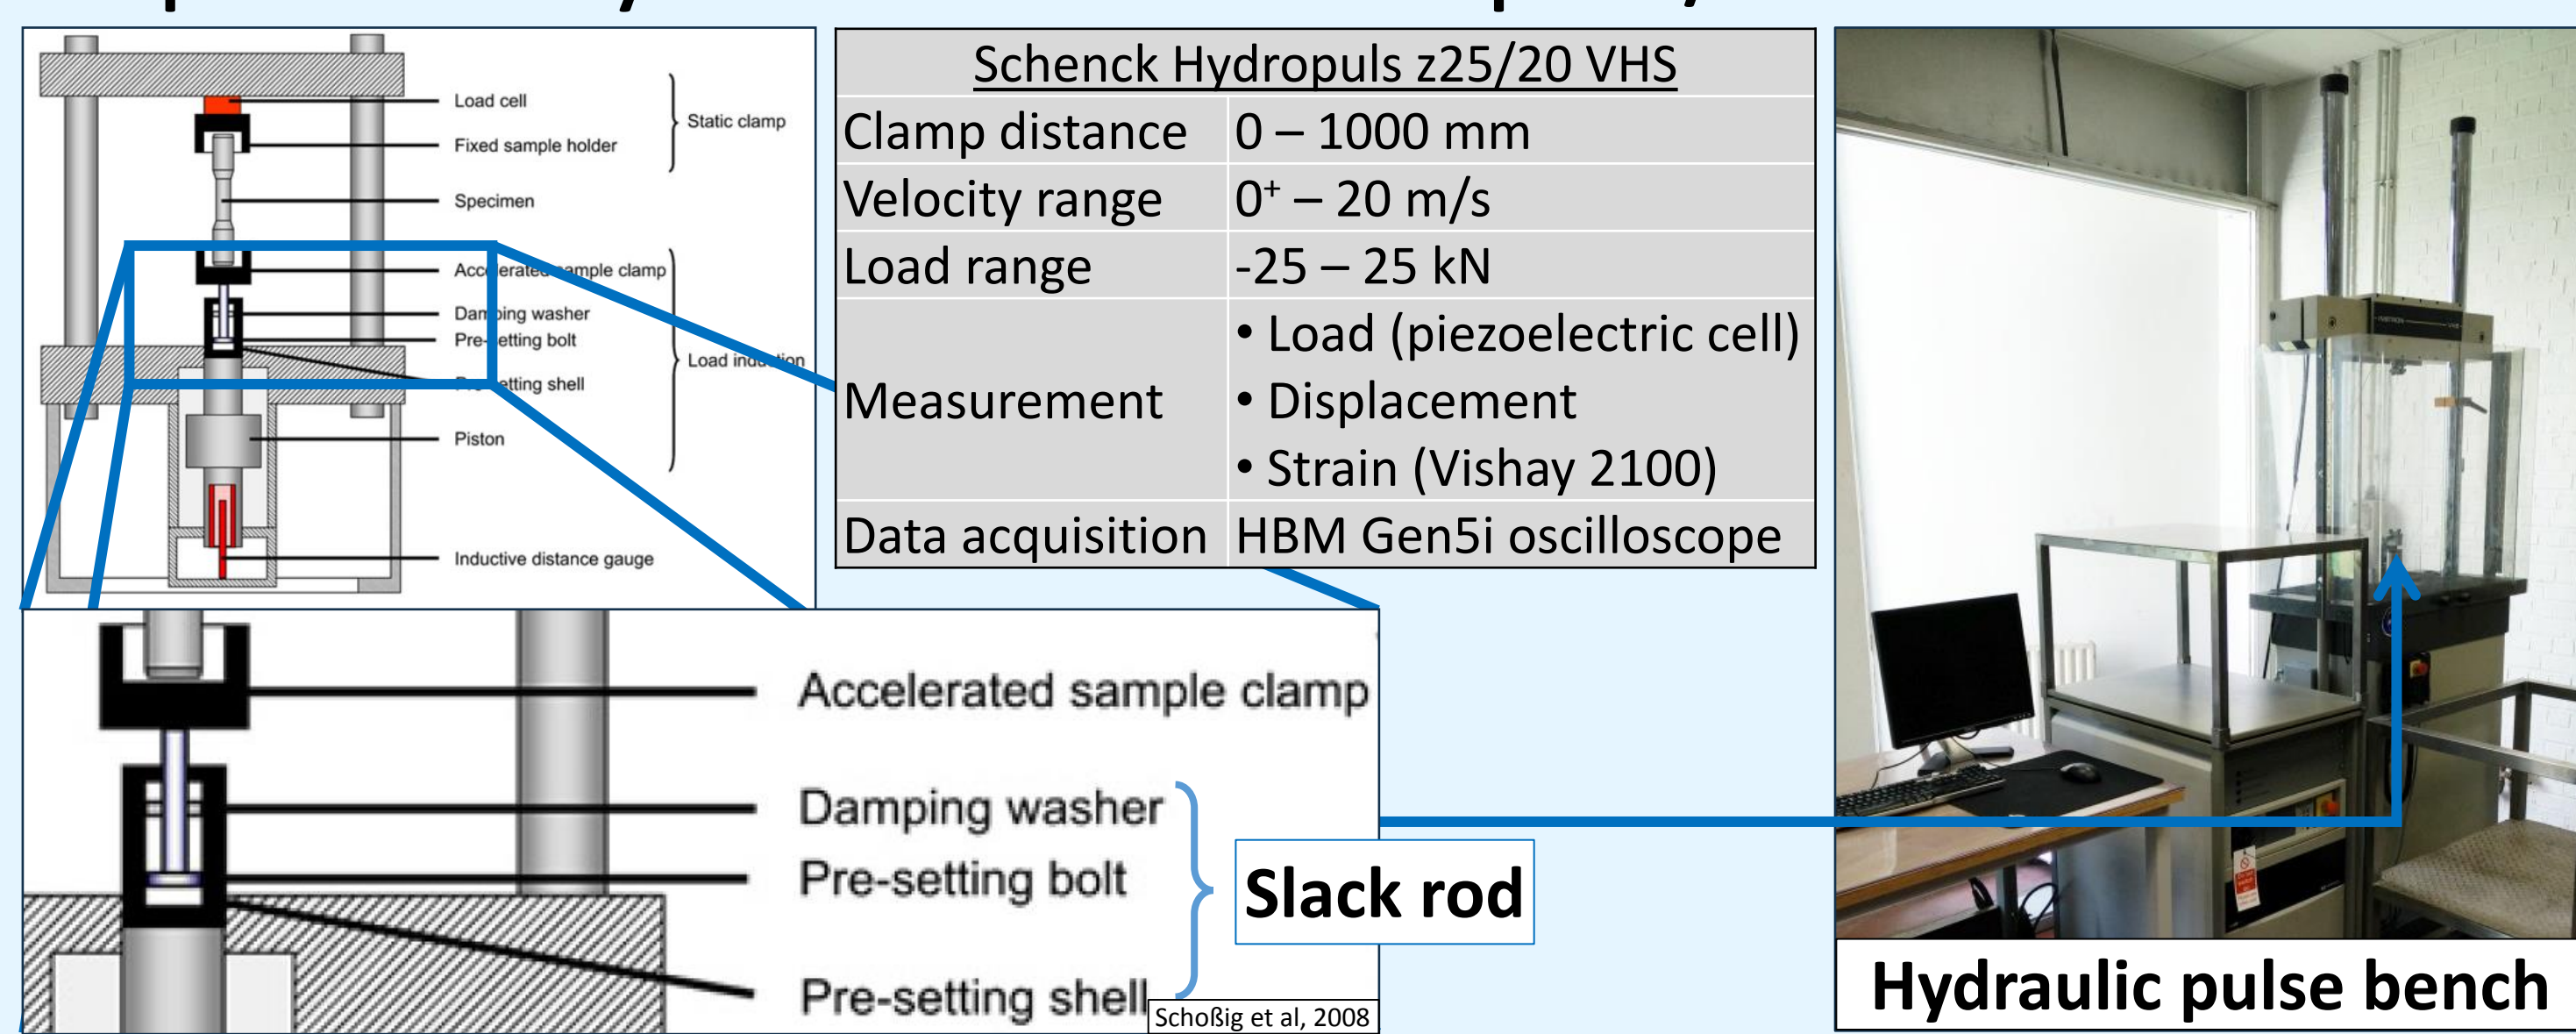 Load cell
Fixed sample holder
Static clamp
Specimen
Accelerated sample clamp
Damping washer
Pre-setting bolt
Pre-setting shell
Load induction
Piston
Inductive distance gauge
Schenck Hydropuls z25/20 VHS
Clamp distance 0 – 1000 mm
Velocity range 0⁺ – 20 m/s
Load range -25 – 25 kN
Measurement
• Load (piezoelectric cell)
• Displacement
• Strain (Vishay 2100)
Data acquisition HBM Gen5i oscilloscope
Accelerated sample clamp
Damping washer
Pre-setting bolt
Pre-setting shell
Slack rod
Schoßig et al, 2008
Hydraulic pulse bench